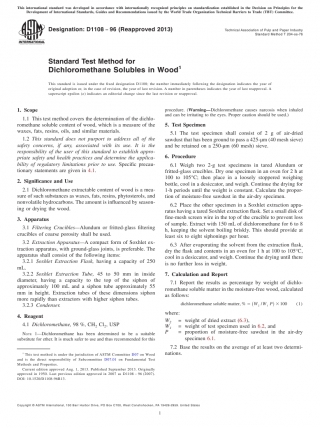 This international standard was developed in accordance with internationally recognized principles on standardization established in the Decision on Principles for the
Development of International Standards, Guides and Recommendations issued by the World Trade Organization Technical Barriers to Trade (TBT) Committee.
Designation: D1108 − 96 (Reapproved 2013)
Technical Association of Pulp and Paper Industry
Standard Method T 204 os-76
Standard Test Method for
Dichloromethane Solubles in Wood1
This standard is issued under the fixed designation D1108; the number immediately following the designation indicates the year of
original adoption or, in the case of revision, the year of last revision. A number in parentheses indicates the year of last reapproval. A
superscript epsilon (ε) indicates an editorial change since the last revision or reapproval.
1. Scope
1.1 This test method covers the determination of the dichlo-
romethane soluble content of wood, which is a measure of the
waxes, fats, resins, oils, and similar materials.
1.2 This standard does not purport to address all of the
safety concerns, if any, associated with its use. It is the
responsibility of the user of this standard to establish appro-
priate safety and health practices and determine the applica-
bility of regulatory limitations prior to use. Specific precau-
tionary statements are given in 4.1.
2. Significance and Use
2.1 Dichloromethane extractable content of wood is a mea-
sure of such substances as waxes, fats, resins, phytosterols, and
nonvolatile hydrocarbons. The amount is influenced by season-
ing or drying the wood.
3. Apparatus
3.1 Filtering Crucibles—Alundum or fritted-glass filtering
crucibles of coarse porosity shall be used.
3.2 Extraction Apparatus—A compact form of Soxhlet ex-
traction apparatus, with ground-glass joints, is preferable. The
apparatus shall consist of the following items:
3.2.1 Soxhlet Extraction Flask, having a capacity of 250
mL.
3.2.2 Soxhlet Extraction Tube, 45 to 50 mm in inside
diameter, having a capacity to the top of the siphon of
approximately 100 mL and a siphon tube approximately 55
mm in height. Extraction tubes of these dimensions siphon
more rapidly than extractors with higher siphon tubes.
3.2.3 Condensers
4. Reagent
4.1 Dichloromethane, 98 %, CH2 Cl2, USP
NOTE 1—Dichloromethane has been determined to be a suitable
substitute for ether. It is much safer to use and thus recommended for this
1 This test method is under the jurisdiction of ASTM Committee D07 on Wood
and is the direct responsibility of Subcommittee D07.01 on Fundamental Test
Methods and Properties.
Current edition approved Aug. 1, 2013. Published September 2013. Originally
approved in 1950. Last previous edition approved in 2007 as D1108 – 96 (2007).
DOI: 10.1520/D1108-96R13.
procedure. (Warning—Dichloromethane causes narcosis when inhaled
and can be irritating to the eyes. Proper caution should be used.)
5. Test Specimen
5.1 The test specimen shall consist of 2 g of air-dried
sawdust that has been ground to pass a 425-μm (40-mesh sieve)
and be retained on a 250-μm (60-mesh) sieve.
6. Procedure
6.1 Weigh two 2-g test specimens in tared Alundum or
fritted-glass crucibles. Dry one specimen in an oven for 2 h at
100 to 105°C; then place in a loosely stoppered weighing
bottle, cool in a desiccator, and weigh. Continue the drying for
1-h periods until the weight is constant. Calculate the propor-
tion of moisture-free sawdust in the air-dry specimen.
6.2 Place the other specimen in a Soxhlet extraction appa-
ratus having a tared Soxhlet extraction flask. Set a small disk of
fine-mesh screen wire in the top of the crucible to prevent loss
of sample. Extract with 150 mL of dichloromethane for 6 to 8
h, keeping the solvent boiling briskly. This should provide at
least six to eight siphonings per hour.
6.3 After evaporating the solvent from the extraction flask,
dry the flask and contents in an oven for 1 h at 100 to 105°C,
cool in a desiccator, and weigh. Continue the drying until there
is no further loss in weight.
7. Calculation and Report
7.1 Report the results as percentage by weight of dichlo-
romethane soluble matter in the moisture-free wood, calculated
as follows:
dichloromethane soluble matter, % = (W1/W2 P) × 100 (1)
where:
W1 = weight of dried extract (6.3),
W2 = weight of test specimen used in 6.2, and
P = proportion of moisture-free sawdust in the air-dry
specimen 6.1.
7.2 Base the results on the average of at least two determi-
nations.
Copyright © ASTM International, 100 Barr Harbor Drive, PO Box C700, West Conshohocken, PA 19428-2959. United States
1